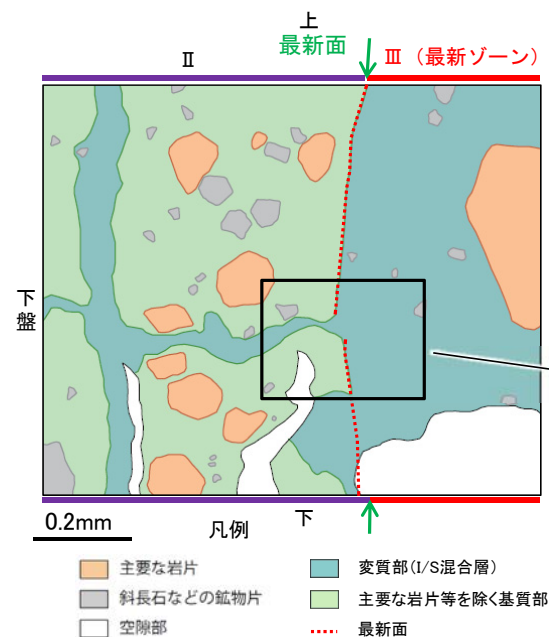 上
最新面
Ⅱ
Ⅲ（最新ゾーン）
下盤
0.2mm
凡例
下
主要な岩片
変質部(I/S混合層)
斜長石などの鉱物片
主要な岩片等を除く基質部
空隙部
最新面